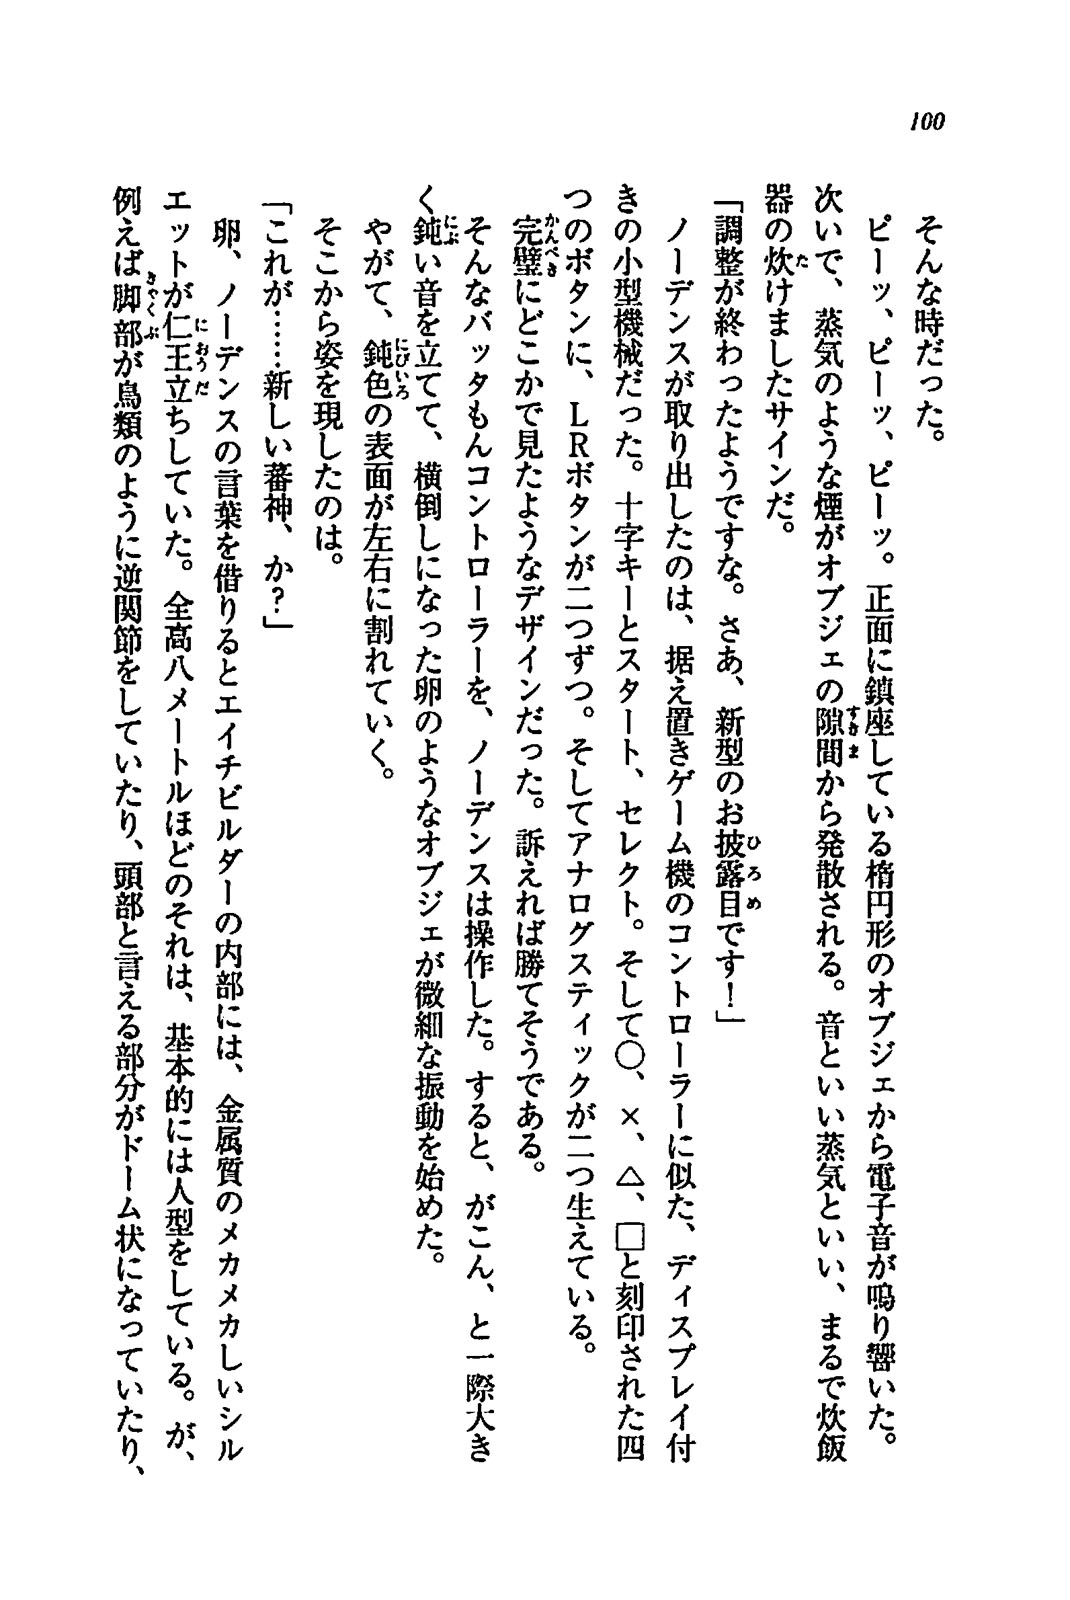 100
そんな時だった。
ピーッ、ピーッ、ピーッ。正面に鎮座している楕円形のオブジェから電子音が鳴り響いた。
次いで、蒸気のような煙がオブジェの隙間から発散される。音といい蒸気といい、まるで炊飯
器の炊けましたサインだ。
「調整が終わったようですな。さあ、新型のお披露目です！」
ノーデンスが取り出したのは、据え置きゲーム機のコントローラーに似た、ディスプレイ付
きの小型機械だった。十字キーとスタート、セレクト。そして○、×、△、□と刻印された四
つのボタンに、LRボタンが二つずつ。そしてアナログスティックが二つ生えている。
完璧にどこかで見たようなデザインだった。訴えれば勝てそうである。
そんなバッタもんコントローラーを、ノーデンスは操作した。すると、がこん、と一際大き
く鈍い音を立てて、横倒しになった卵のようなオブジェが微細な振動を始めた。
やがて、鈍色の表面が左右に割れていく。
そこから姿を現したのは。
「これが……新しい蕃神、か？」
卵、ノーデンスの言葉を借りるとエイチビルダーの内部には、金属質のメカメカしいシル
エットが仁王立ちしていた。全高八メートルほどのそれは、基本的には人型をしている。が、
例えば脚部が鳥類のように逆関節をしていたり、頭部と言える部分がドーム状になっていたり、